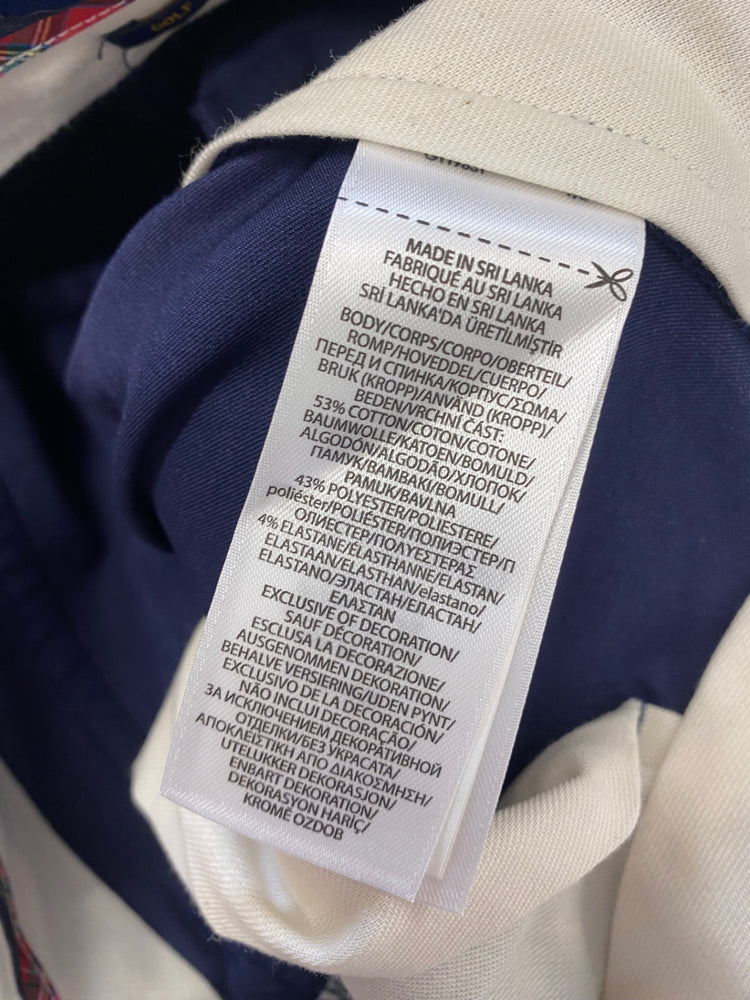 GOLF
MADE IN SRI LANKA
FABRIQUÉ AU SRI LANKA
HECHO EN SRI LANKA
SRİ LANKA'DA ÜRETİLMİŞTİR
BODY/CORPS/CORPO/OBERTEIL/
ROMP/HOVEDDEL/CUERPO/
ПЕРЕД И СПИНКА/КОРПУС/ΣΩΜΑ/
BRUK (KROPP)/ANVÄND (KROPP)/
BEDEN/VRCHNÍ ČÁST:
53% COTTON/COTON/COTONE/
BAUMWOLLE/KATOEN/BOMULD/
ALGODÓN/ALGODÃO/ХЛОПОК/
ПАМУК/ΒΑΜΒΑΚΙ/BOMULL/
PAMUK/BAVLNA
43% POLYESTER/POLIESTERE/
poliéster/POLIÉSTER/ПОЛИЭСТЕР/П
ОЛИЕСТЕР/ΠΟΛΥΕΣΤΕΡΑΣ
4% ELASTANE/ÉLASTHANNE/ELASTAN/
ELASTAAN/ELASTHAN/elastano/
ELASTANO/ЭЛАСТАН/ЕЛАСТАН/
ΕΛΑΣΤΑΝ
EXCLUSIVE OF DECORATION/
SAUF DÉCORATION/
ESCLUSA LA DECORAZIONE/
AUSGENOMMEN DEKORATION/
BEHALVE VERSIERING/UDEN PYNT/
EXCLUSIVO DE LA DECORACIÓN/
NÃO INCLUI DECORAÇÃO/
ЗА ИСКЛЮЧЕНИЕМ ДЕКОРАТИВНОЙ
ОТДЕЛКИ/БЕЗ УКРАСАТА/
ΑΠΟΚΛΕΙΣΤΙΚΗ ΑΠΟ ΔΙΑΚΟΣΜΗΣΗ/
UTELUKKER DEKORASJON/
ENBART DEKORATION/
DEKORASYON HARİÇ/
KROMĚ OZDOB